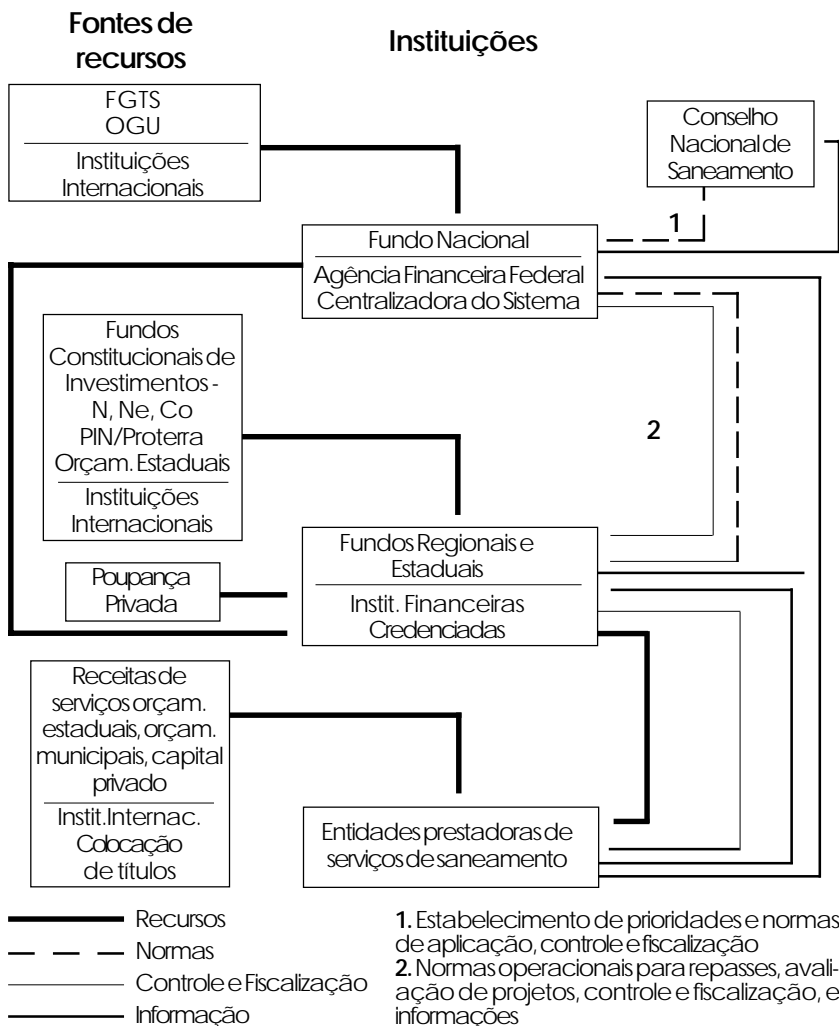 Fontes de
recursos
Instituições
FGTS
OGU
Instituições
Internacionais
Conselho
Nacional de
Saneamento
1
Fundo Nacional
Agência Financeira Federal
Centralizadora do Sistema
Fundos
Constitucionais de
Investimentos -
N, Ne, Co
PIN/Proterra
Orçam. Estaduais
Instituições
Internacionais
2
Fundos Regionais e
Estaduais
Instit. Financeiras
Credenciadas
Poupança
Privada
Receitas de
serviços orçam.
estaduais, orçam.
municipais, capital
privado
Instit.Internac.
Colocação
de títulos
Entidades prestadoras de
serviços de saneamento
Recursos
Normas
Controle e Fiscalização
Informação
1. Estabelecimento de prioridades e normas
de aplicação, controle e fiscalização
2. Normas operacionais para repasses, avali-
ação de projetos, controle e fiscalização, e
informações